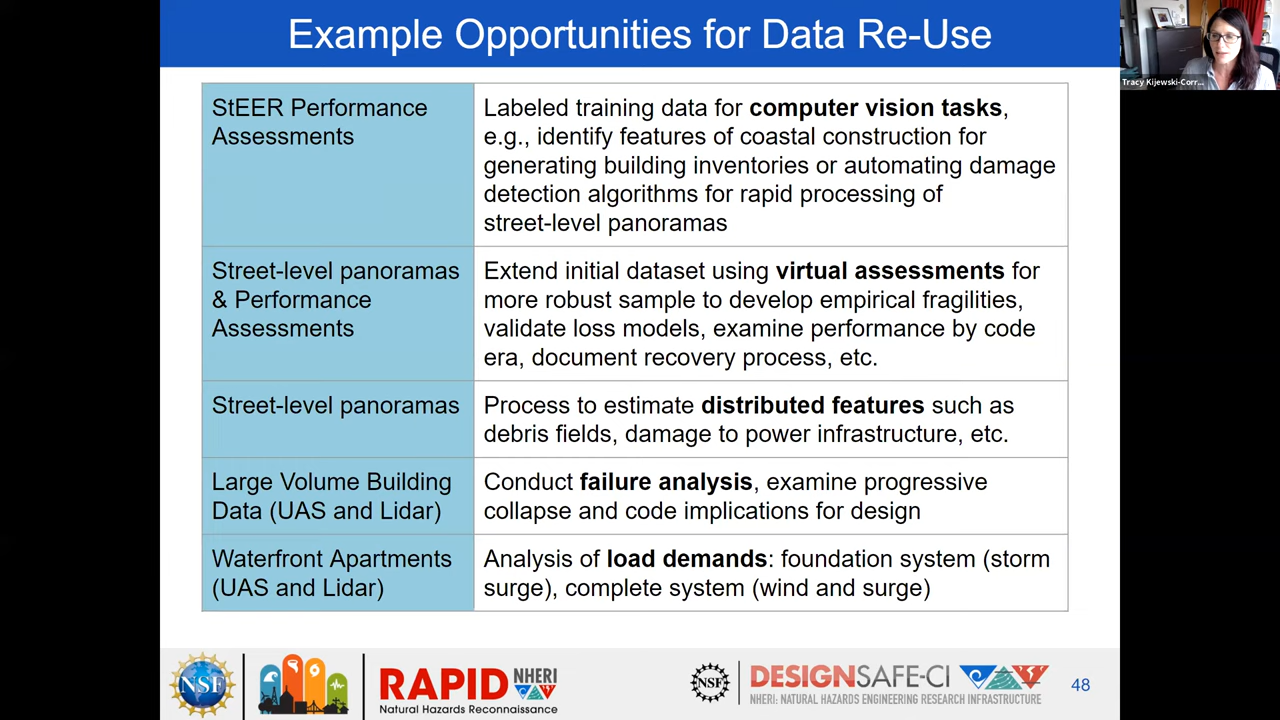 Example Opportunities for Data Re-Use
Tracy Kijewski-Corr...
StEER Performance
Assessments
Labeled training data for computer vision tasks,
e.g., identify features of coastal construction for
generating building inventories or automating damage
detection algorithms for rapid processing of
street-level panoramas
Street-level panoramas
& Performance
Assessments
Extend initial dataset using virtual assessments for
more robust sample to develop empirical fragilities,
validate loss models, examine performance by code
era, document recovery process, etc.
Street-level panoramas
Process to estimate distributed features such as
debris fields, damage to power infrastructure, etc.
Large Volume Building
Data (UAS and Lidar)
Conduct failure analysis, examine progressive
collapse and code implications for design
Waterfront Apartments
(UAS and Lidar)
Analysis of load demands: foundation system (storm
surge), complete system (wind and surge)
NSF
RAPID NHERI
Natural Hazards Reconnaissance
NSF
DESIGNSAFE-CI
NHERI: NATURAL HAZARDS ENGINEERING RESEARCH INFRASTRUCTURE
48